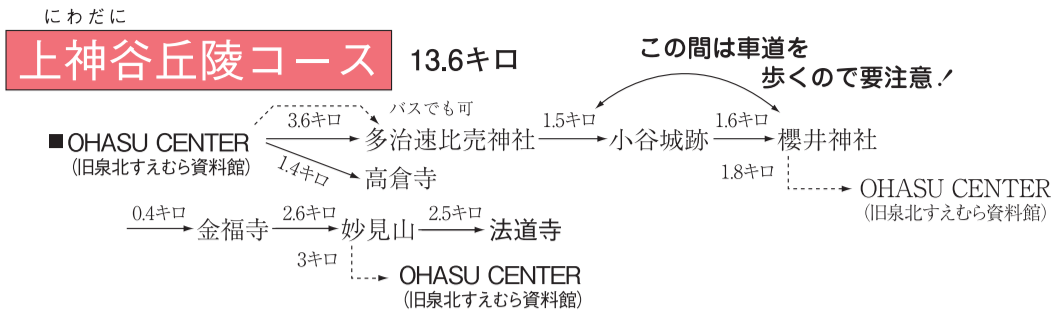 にわだに
上神谷丘陵コース 13.6キロ
この間は車道を
歩くので要注意！
バスでも可
■OHASU CENTER 3.6キロ 多治速比売神社 1.5キロ 小谷城跡 1.6キロ 櫻井神社
(旧泉北すえむら資料館)
1.4キロ 高倉寺
1.8キロ OHASU CENTER
(旧泉北すえむら資料館)
0.4キロ 金福寺 2.6キロ 妙見山 2.5キロ 法道寺
3キロ OHASU CENTER
(旧泉北すえむら資料館)